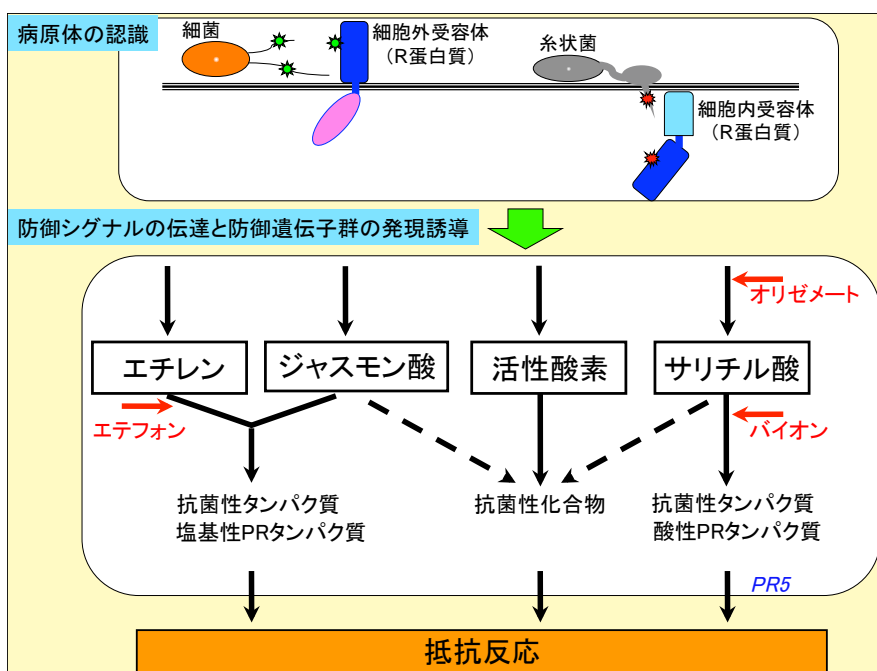 病原体の認識
細菌
細胞外受容体
（R蛋白質）
糸状菌
細胞内受容体
（R蛋白質）
防御シグナルの伝達と防御遺伝子群の発現誘導
オリゼメート
エチレン
ジャスモン酸
活性酸素
サリチル酸
エテフォン
バイオン
抗菌性タンパク質
塩基性PRタンパク質
抗菌性化合物
抗菌性タンパク質
酸性PRタンパク質
PR5
抵抗反応